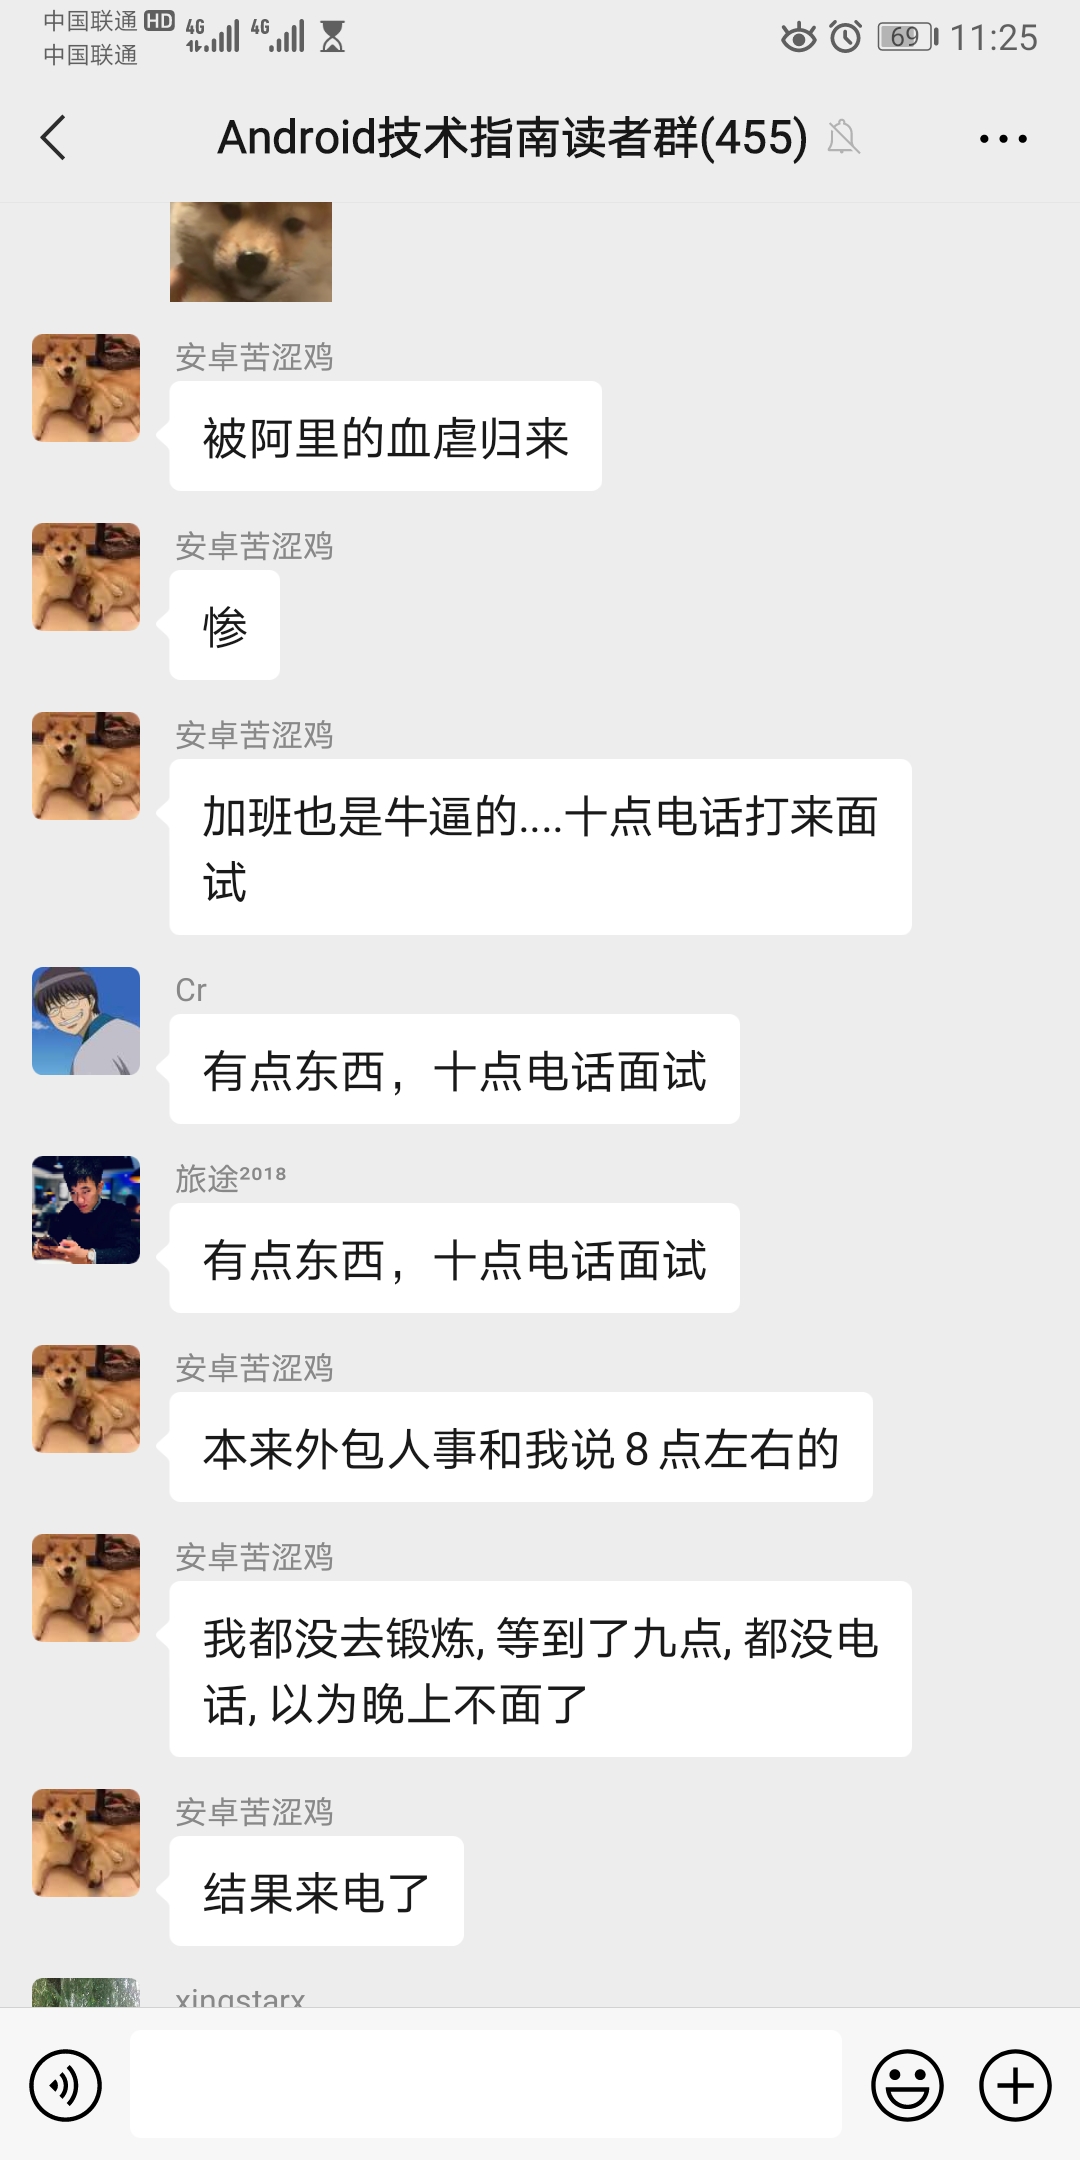 中国联通 HD 4G 4G 69 11:25
中国联通
Android技术指南读者群(455)
安卓苦涩鸡
被阿里的血虐归来
安卓苦涩鸡
惨
安卓苦涩鸡
加班也是牛逼的....十点电话打来面
试
Cr
有点东西，十点电话面试
旅途²⁰¹⁸
有点东西，十点电话面试
安卓苦涩鸡
本来外包人事和我说8点左右的
安卓苦涩鸡
我都没去锻炼,等到了九点,都没电
话,以为晚上不面了
安卓苦涩鸡
结果来电了
xingstarx